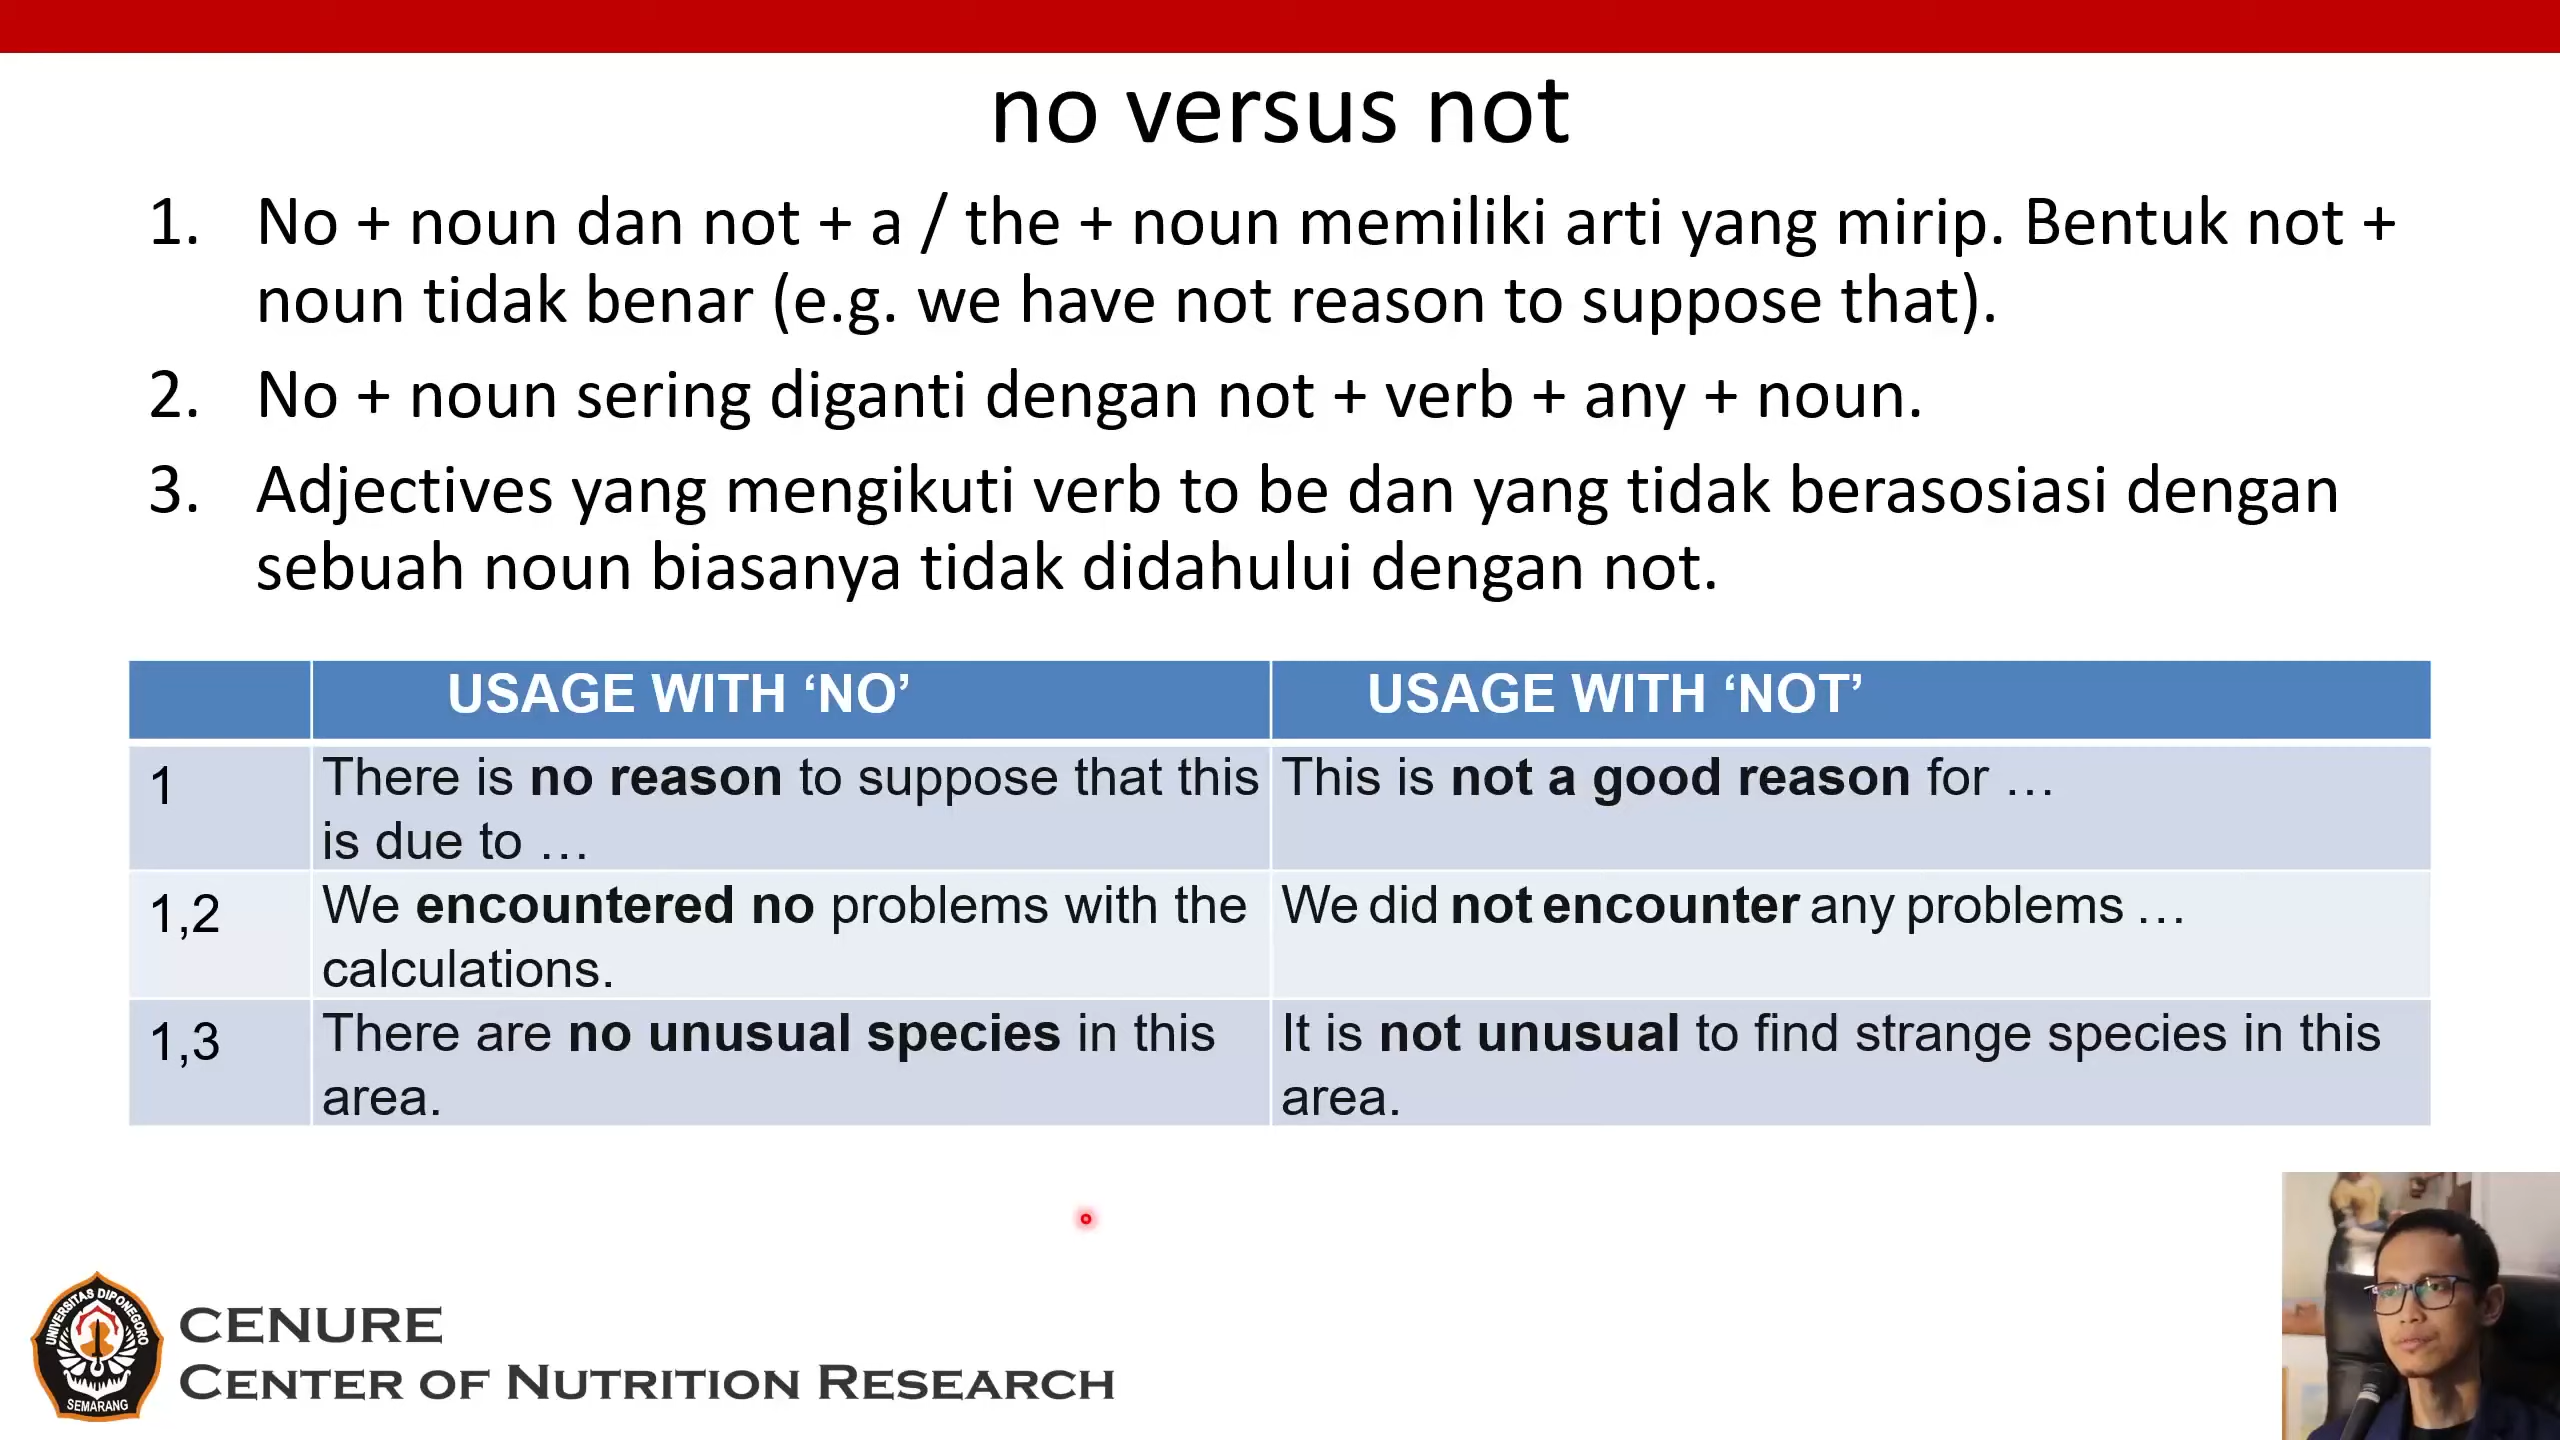 no versus not
1. No + noun dan not + a / the + noun memiliki arti yang mirip. Bentuk not +
noun tidak benar (e.g. we have not reason to suppose that).
2. No + noun sering diganti dengan not + verb + any + noun.
3. Adjectives yang mengikuti verb to be dan yang tidak berasosiasi dengan
sebuah noun biasanya tidak didahului dengan not.
USAGE WITH ‘NO’
USAGE WITH ‘NOT’
1
There is no reason to suppose that this
is due to …
This is not a good reason for …
1,2
We encountered no problems with the
calculations.
We did not encounter any problems …
1,3
There are no unusual species in this
area.
It is not unusual to find strange species in this
area.
UNIVERSITAS DIPONEGORO
SEMARANG
CENURE
CENTER OF NUTRITION RESEARCH